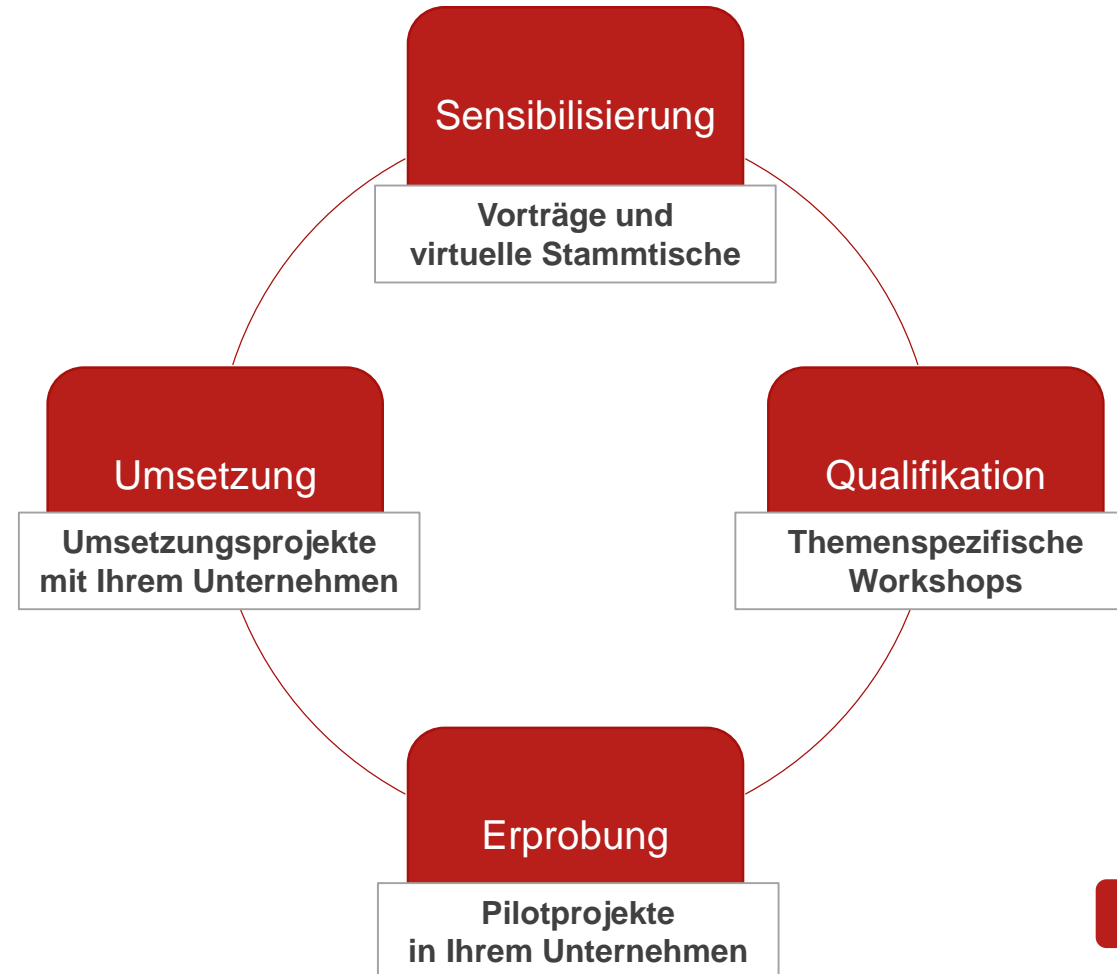 Sensibilisierung
Vorträge und
virtuelle Stammtische
Umsetzung
Umsetzungsprojekte
mit Ihrem Unternehmen
Qualifikation
Themenspezifische
Workshops
Erprobung
Pilotprojekte
in Ihrem Unternehmen